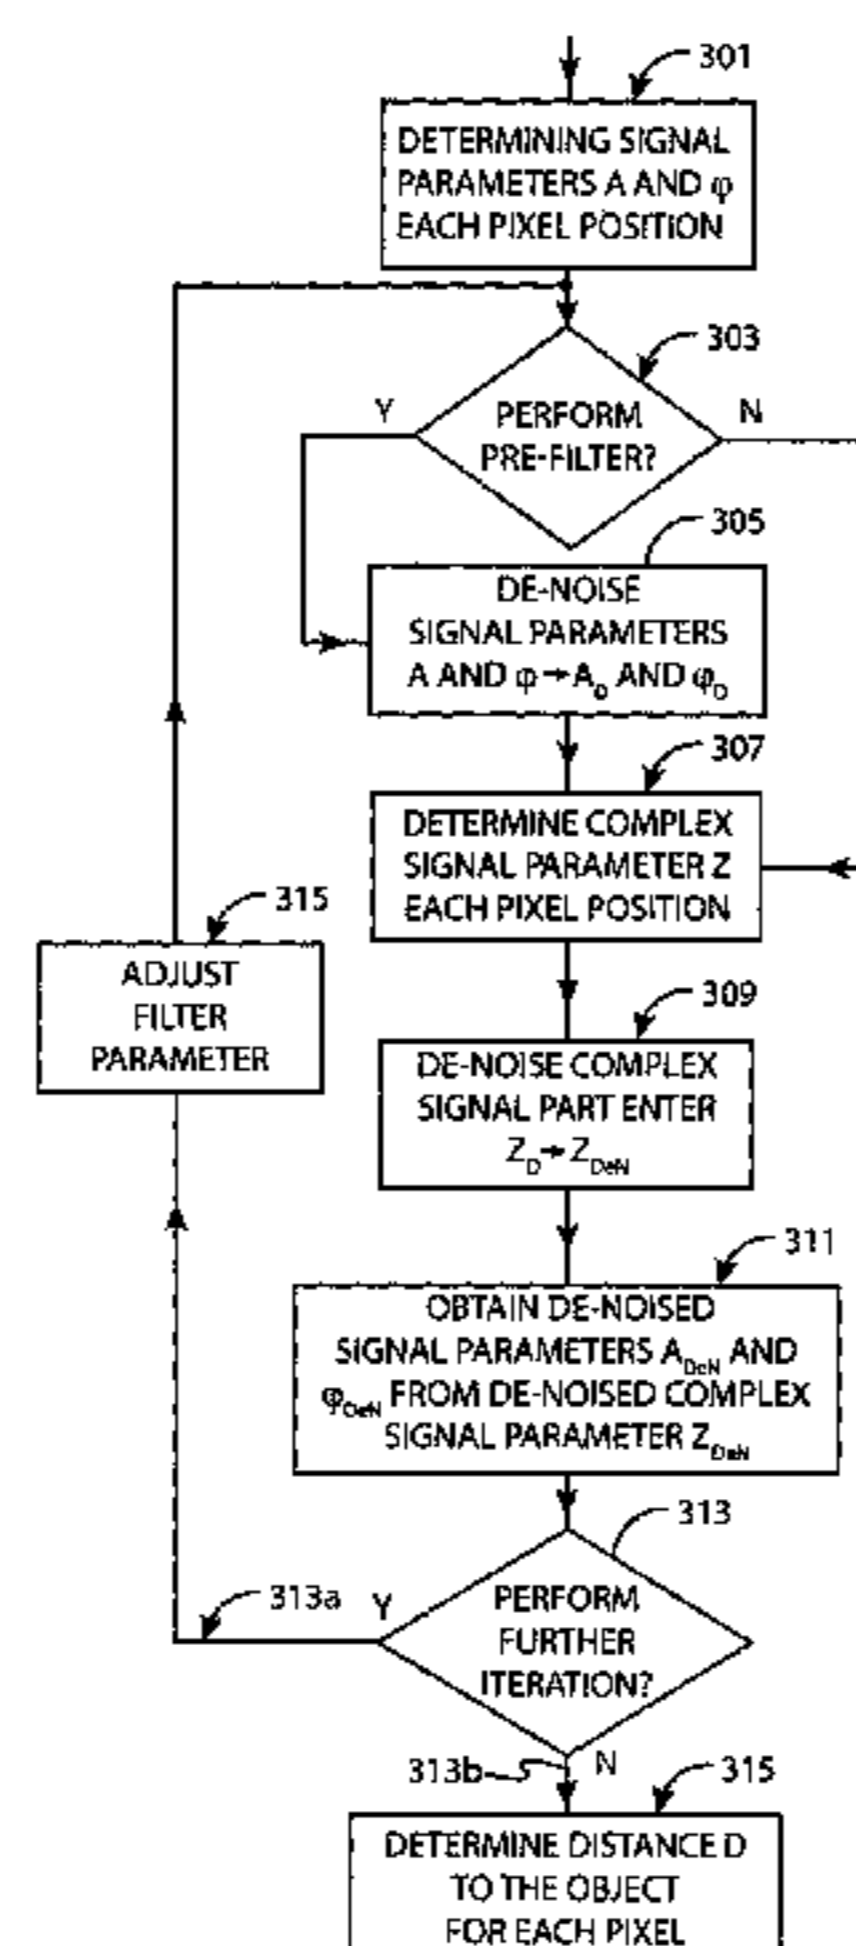 301
DETERMINING SIGNAL
PARAMETERS A AND φ
EACH PIXEL POSITION
303
Y
N
PERFORM
PRE-FILTER?
305
DE-NOISE
SIGNAL PARAMETERS
A AND φ→A_D AND φ_D
307
DETERMINE COMPLEX
SIGNAL PARAMETER Z
EACH PIXEL POSITION
315
ADJUST
FILTER
PARAMETER
309
DE-NOISE COMPLEX
SIGNAL PART ENTER
Z_D→Z_DeN
311
OBTAIN DE-NOISED
SIGNAL PARAMETERS A_DeN AND
φ_DeN FROM DE-NOISED COMPLEX
SIGNAL PARAMETER Z_DeN
313
313a
Y
PERFORM
FURTHER
ITERATION?
313b
N
315
DETERMINE DISTANCE D
TO THE OBJECT
FOR EACH PIXEL